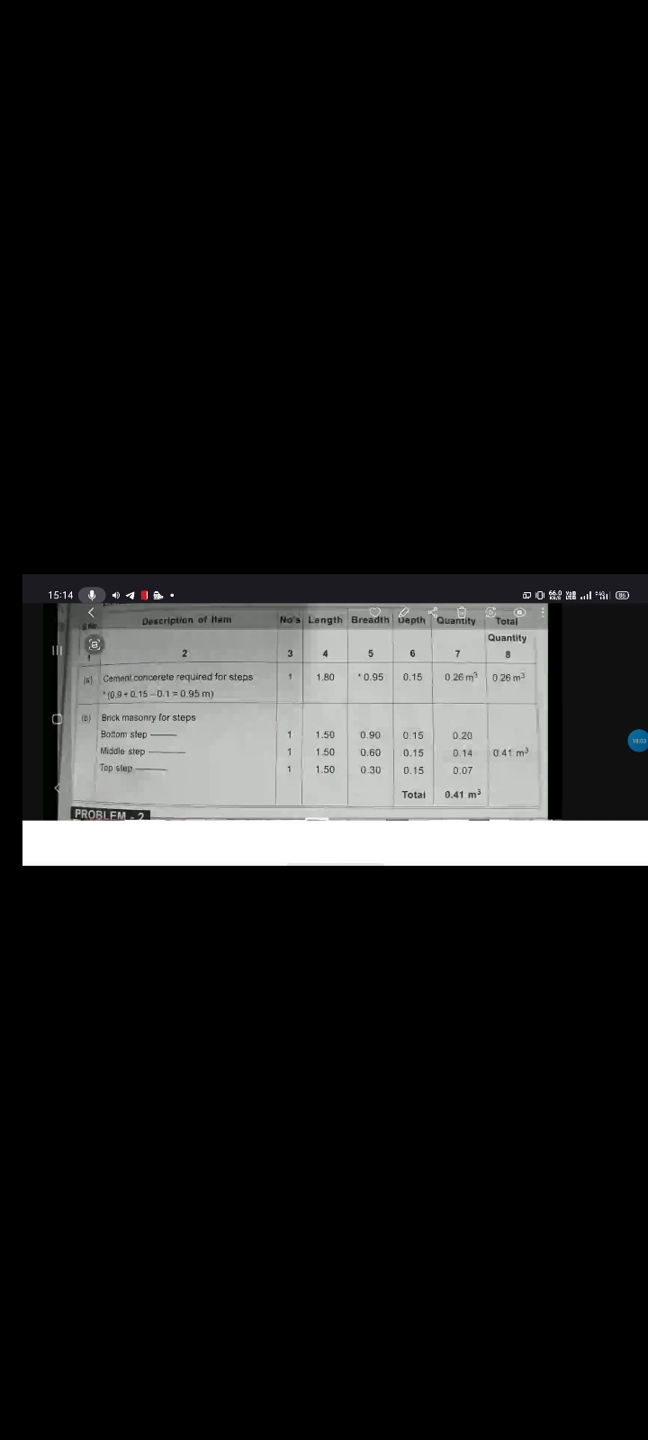 15:14
Description of Item No's Length Breadth Depth Quantity Total
Quantity
1 2 3 4 5 6 7 8
(a) Cement concerete required for steps 1 1.80 *0.95 0.15 0.26 m³ 0.26 m³
*(0.9 + 0.15 – 0.1 = 0.95 m)
(b) Brick masonry for steps
Bottom step 1 1.50 0.90 0.15 0.20
Middle step 1 1.50 0.60 0.15 0.14 0.41 m³
Top step 1 1.50 0.30 0.15 0.07
Total 0.41 m³
PROBLEM - 2